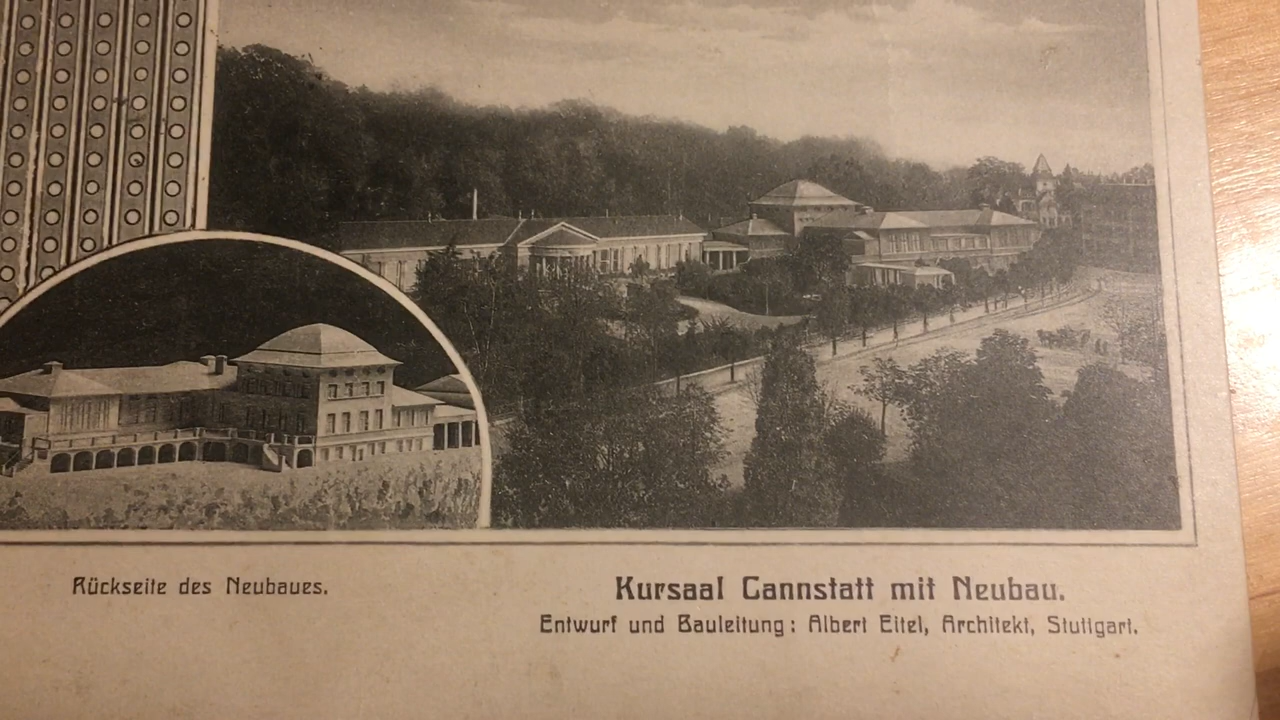 Rückseite des Neubaues.
Kursaal Cannstatt mit Neubau.
Entwurf und Bauleitung: Albert Eitel, Architekt, Stuttgart.